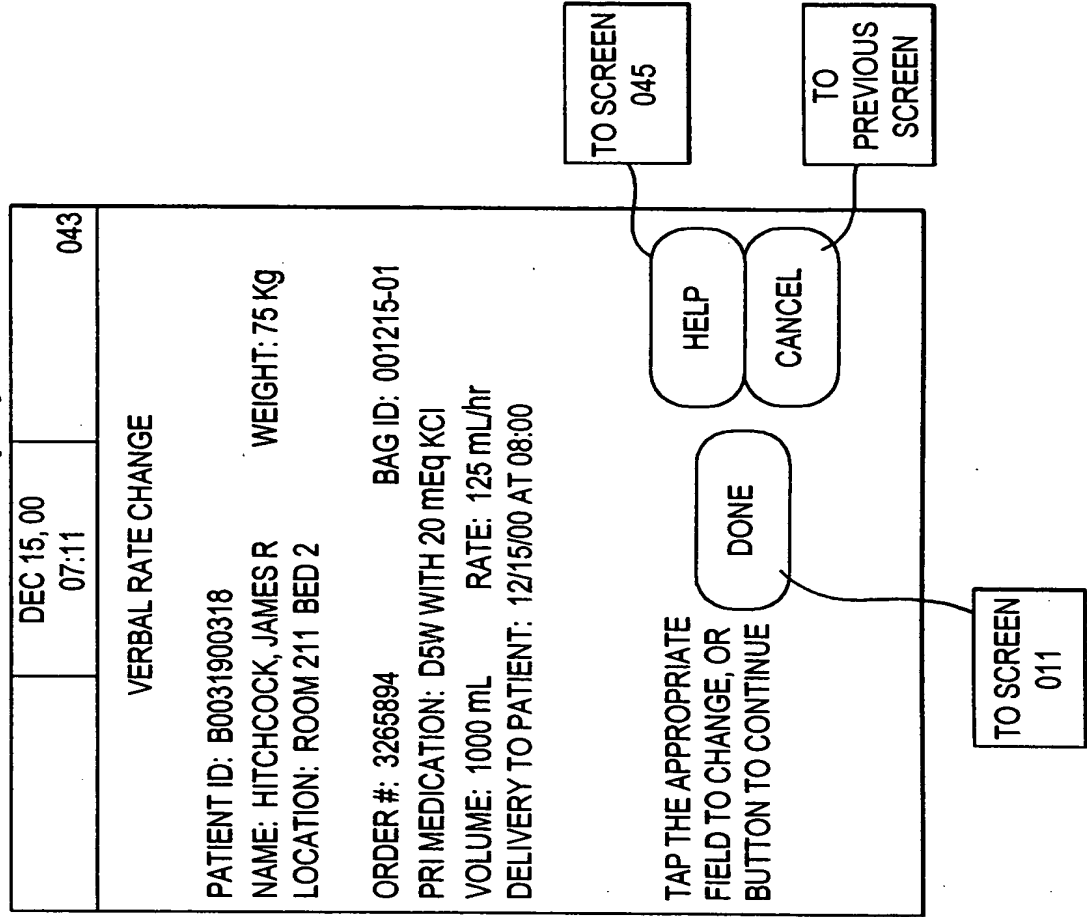 DEC 15, 00
07:11
043
VERBAL RATE CHANGE
PATIENT ID: B0031900318
NAME: HITCHCOCK, JAMES R WEIGHT: 75 Kg
LOCATION: ROOM 211 BED 2
ORDER #: 3265894 BAG ID: 001215-01
PRI MEDICATION: D5W WITH 20 mEq KCl
VOLUME: 1000 mL RATE: 125 mL/hr
DELIVERY TO PATIENT: 12/15/00 AT 08:00
TAP THE APPROPRIATE
FIELD TO CHANGE, OR
BUTTON TO CONTINUE
DONE
HELP
CANCEL
TO SCREEN
011
TO SCREEN
045
TO
PREVIOUS
SCREEN